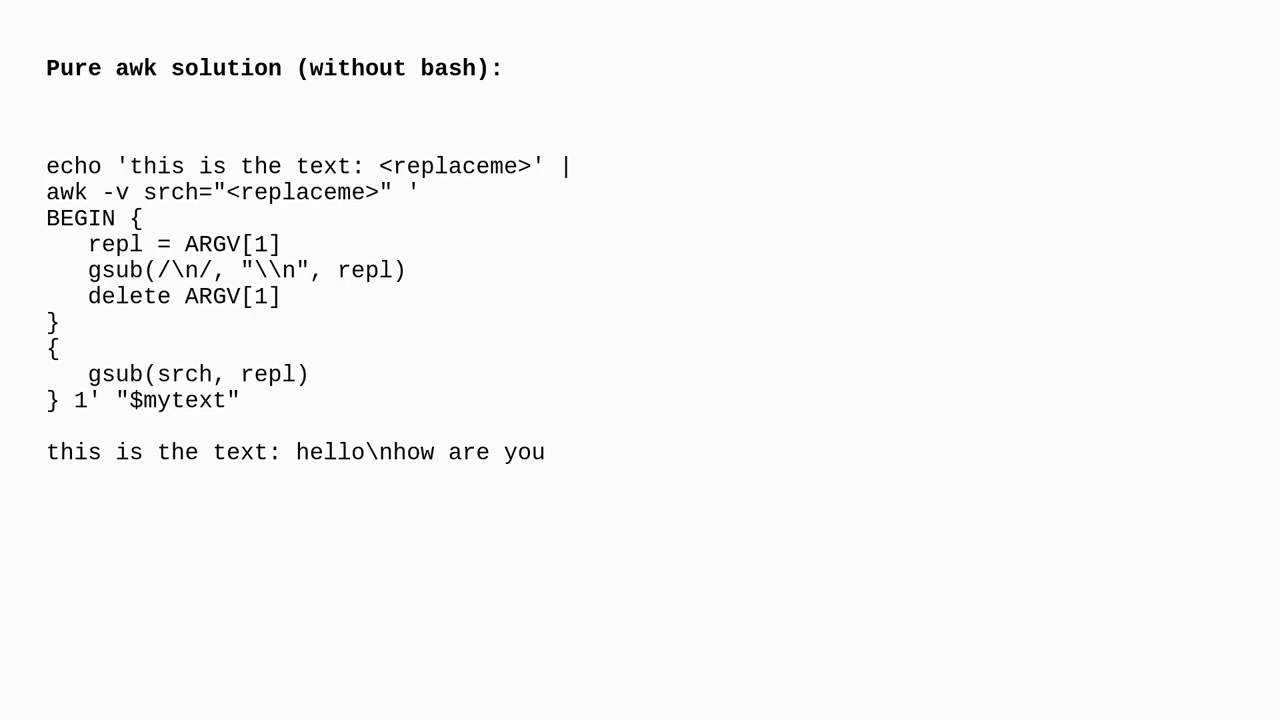 Pure awk solution (without bash):
echo 'this is the text: <replaceme>' |
awk -v srch="<replaceme>" '
BEGIN {
   repl = ARGV[1]
   gsub(/\n/, "\\n", repl)
   delete ARGV[1]
}
{
   gsub(srch, repl)
} 1' "$mytext"
this is the text: hello\nhow are you